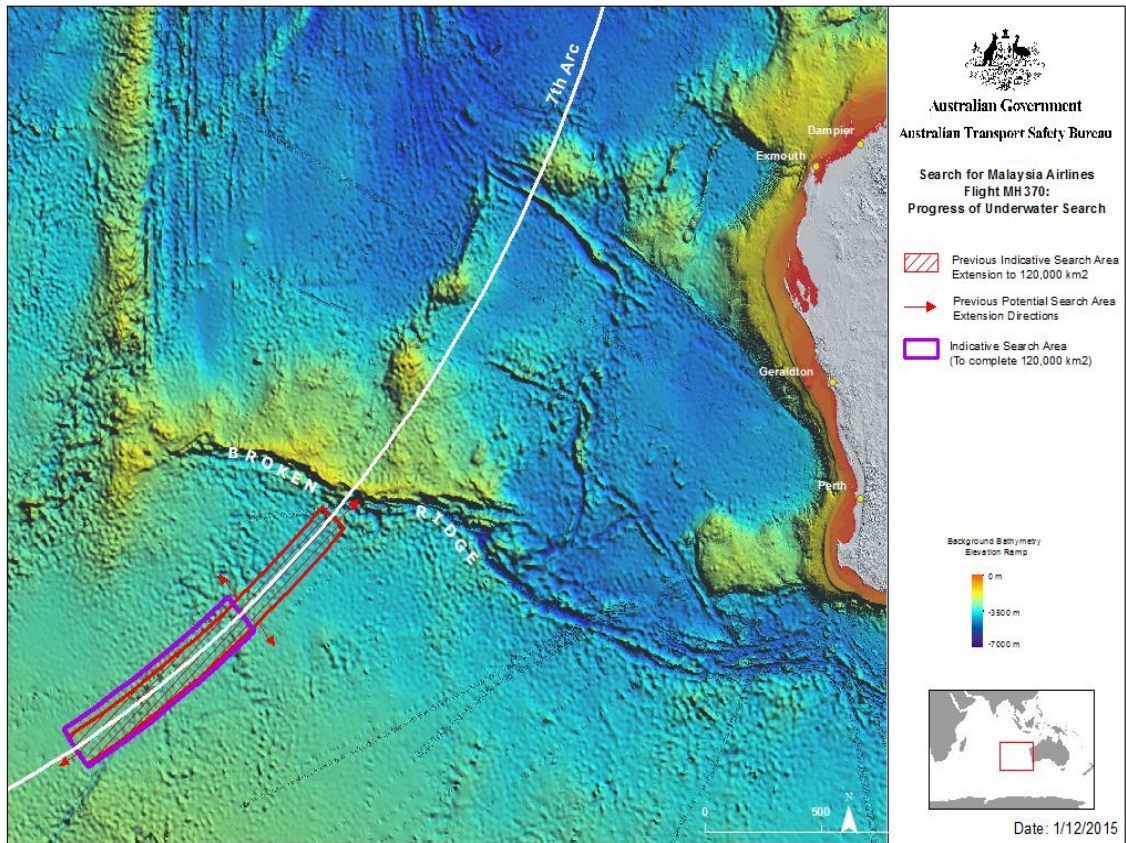 7th Arc
Dampier
Exmouth
Geraldton
Perth
BROKEN
RIDGE
0
500
N
Australian Government
Australian Transport Safety Bureau
Search for Malaysia Airlines
Flight MH370:
Progress of Underwater Search
Previous Indicative Search Area
Extension to 120,000 km2
Previous Potential Search Area
Extension Directions
Indicative Search Area
(To complete 120,000 km2)
Background Bathymetry
Elevation Ramp
0 m
-3500 m
-7000 m
Date: 1/12/2015